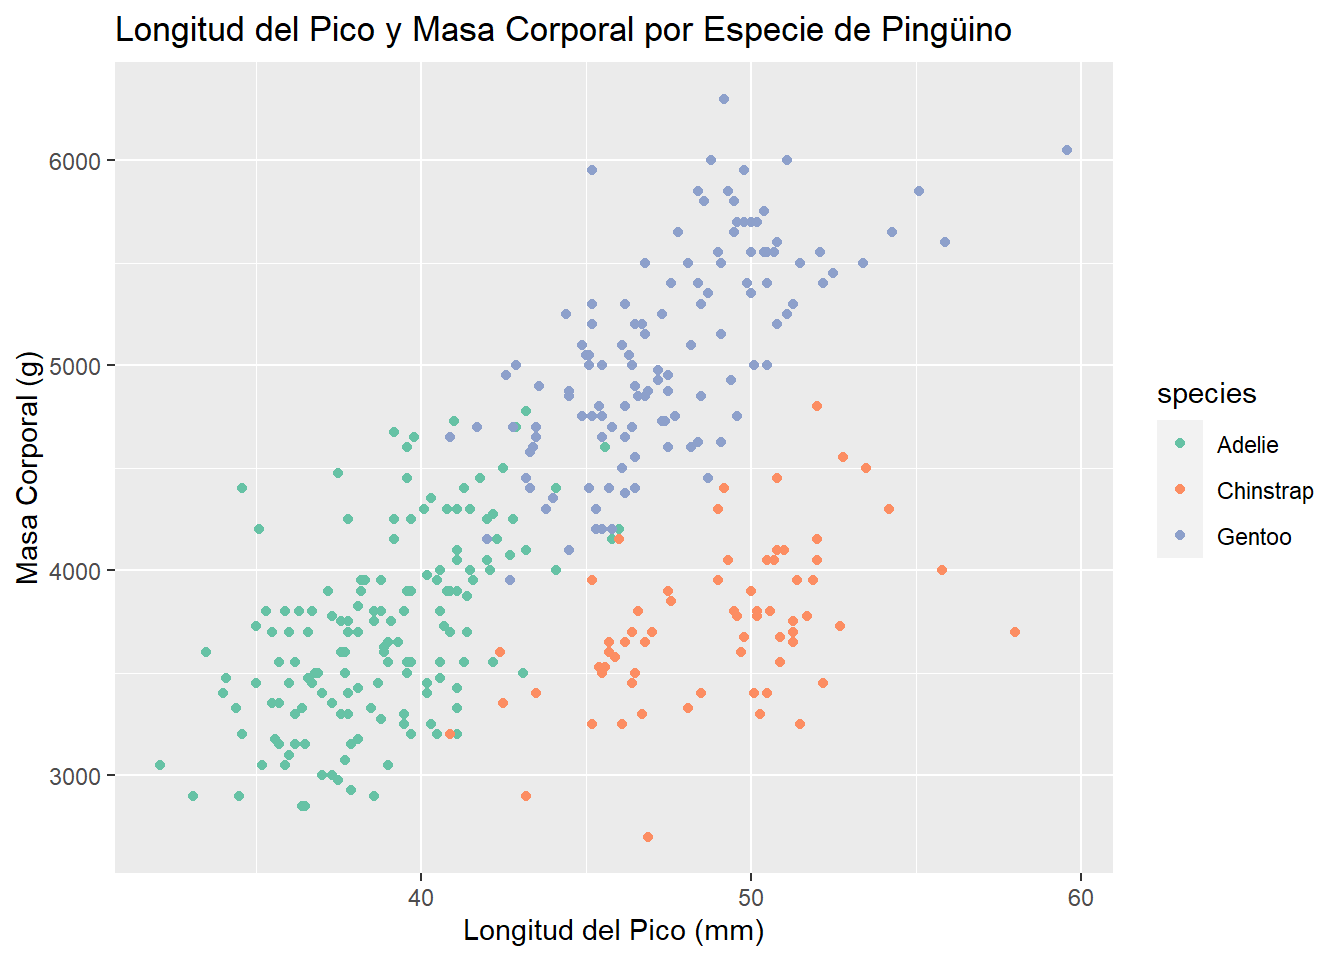 Longitud del Pico y Masa Corporal por Especie de Pingüino
6000
5000
4000
3000
Masa Corporal (g)
40
50
60
Longitud del Pico (mm)
species
Adelie
Chinstrap
Gentoo